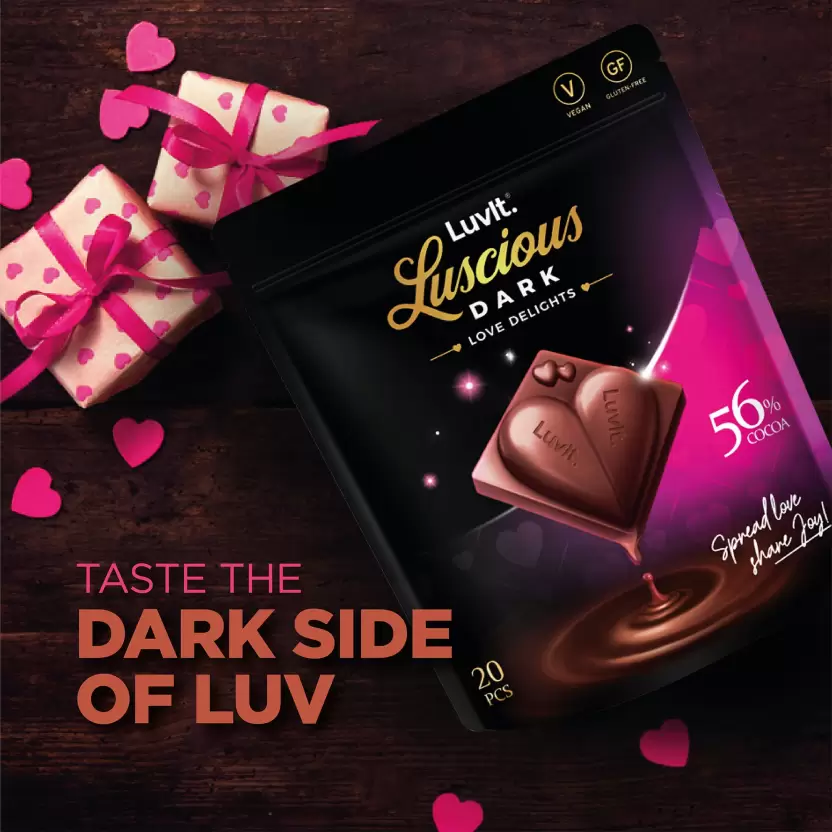 V
VEGAN
GF
GLUTEN-FREE
LuvIt.®
Luscious
DARK
LOVE DELIGHTS
LuvIt.
LuvIt.
56%
COCOA
Spread love
share Joy!
TASTE THE
DARK SIDE
OF LUV
20
PCS